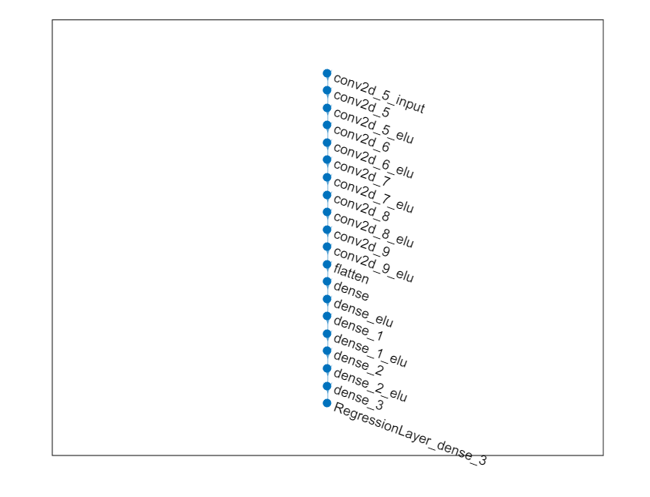 conv2d_5_input
conv2d_5
conv2d_5_elu
conv2d_6
conv2d_6_elu
conv2d_7
conv2d_7_elu
conv2d_8
conv2d_8_elu
conv2d_9
conv2d_9_elu
flatten
dense
dense_elu
dense_1
dense_1_elu
dense_2
dense_2_elu
dense_3
RegressionLayer_dense_3